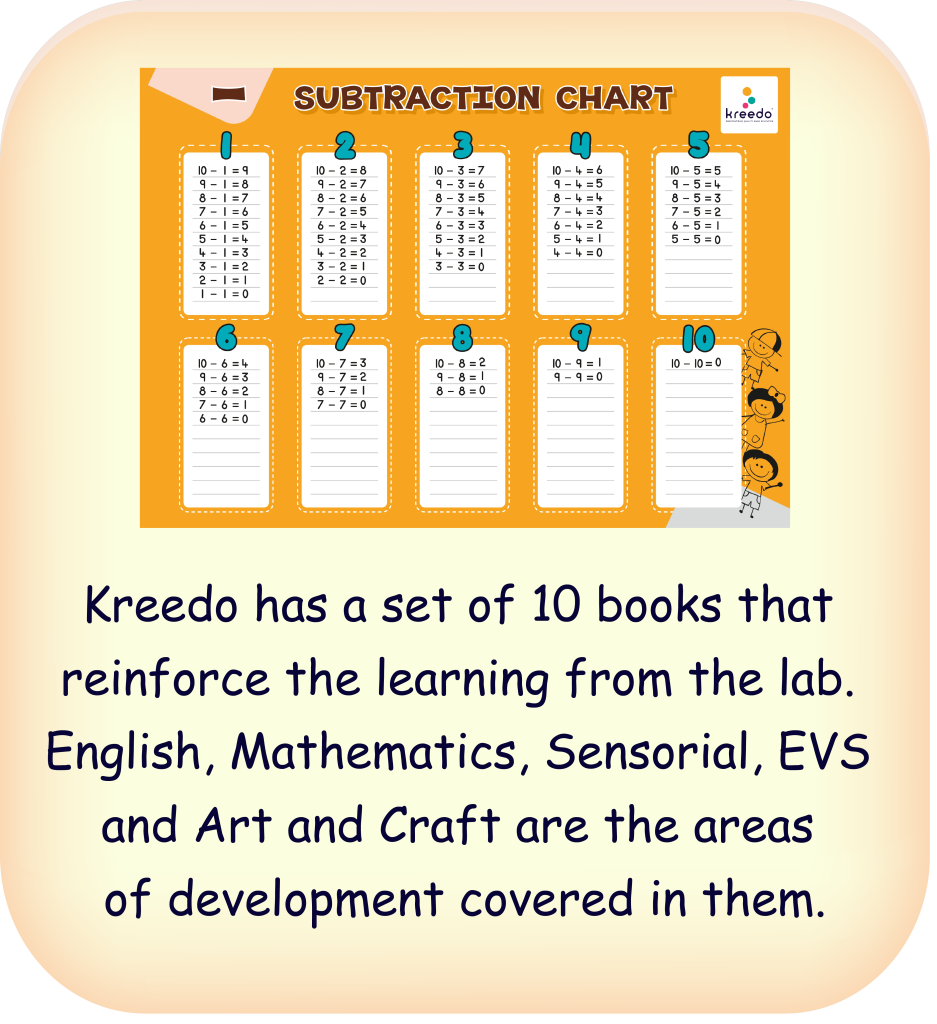 SUBTRACTION CHART
kreedo
1
10 - 1 = 9
9 - 1 = 8
8 - 1 = 7
7 - 1 = 6
6 - 1 = 5
5 - 1 = 4
4 - 1 = 3
3 - 1 = 2
2 - 1 = 1
1 - 1 = 0
2
10 - 2 = 8
9 - 2 = 7
8 - 2 = 6
7 - 2 = 5
6 - 2 = 4
5 - 2 = 3
4 - 2 = 2
3 - 2 = 1
2 - 2 = 0
3
10 - 3 = 7
9 - 3 = 6
8 - 3 = 5
7 - 3 = 4
6 - 3 = 3
5 - 3 = 2
4 - 3 = 1
3 - 3 = 0
4
10 - 4 = 6
9 - 4 = 5
8 - 4 = 4
7 - 4 = 3
6 - 4 = 2
5 - 4 = 1
4 - 4 = 0
5
10 - 5 = 5
9 - 5 = 4
8 - 5 = 3
7 - 5 = 2
6 - 5 = 1
5 - 5 = 0
6
10 - 6 = 4
9 - 6 = 3
8 - 6 = 2
7 - 6 = 1
6 - 6 = 0
7
10 - 7 = 3
9 - 7 = 2
8 - 7 = 1
7 - 7 = 0
8
10 - 8 = 2
9 - 8 = 1
8 - 8 = 0
9
10 - 9 = 1
9 - 9 = 0
10
10 - 10 = 0
Kreedo has a set of 10 books that
reinforce the learning from the lab.
English, Mathematics, Sensorial, EVS
and Art and Craft are the areas
of development covered in them.